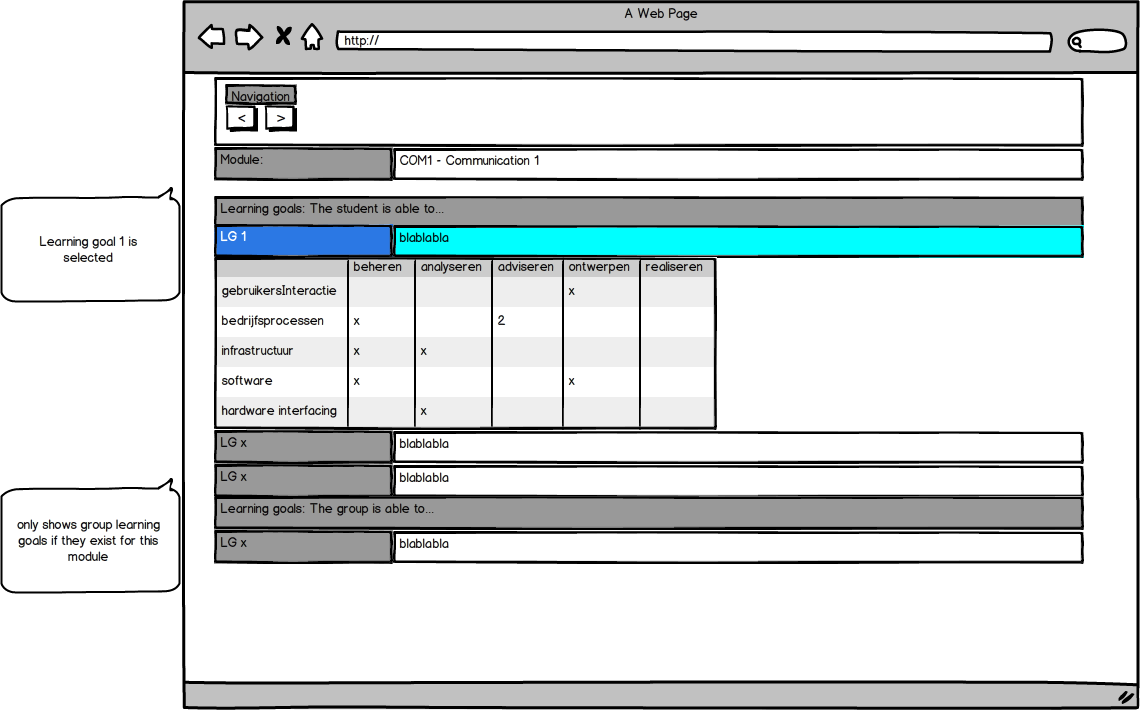 A Web Page
http://
Navigation
< >
Module: COM1 - Communication 1
Learning goals: The student is able to...
LG 1 blablabla
beheren analyseren adviseren ontwerpen realiseren
gebruikersInteractie x
bedrijfsprocessen x 2
infrastructuur x x
software x x
hardware interfacing x
LG x blablabla
LG x blablabla
Learning goals: The group is able to...
LG x blablabla
Learning goal 1 is
selected
only shows group learning
goals if they exist for this
module